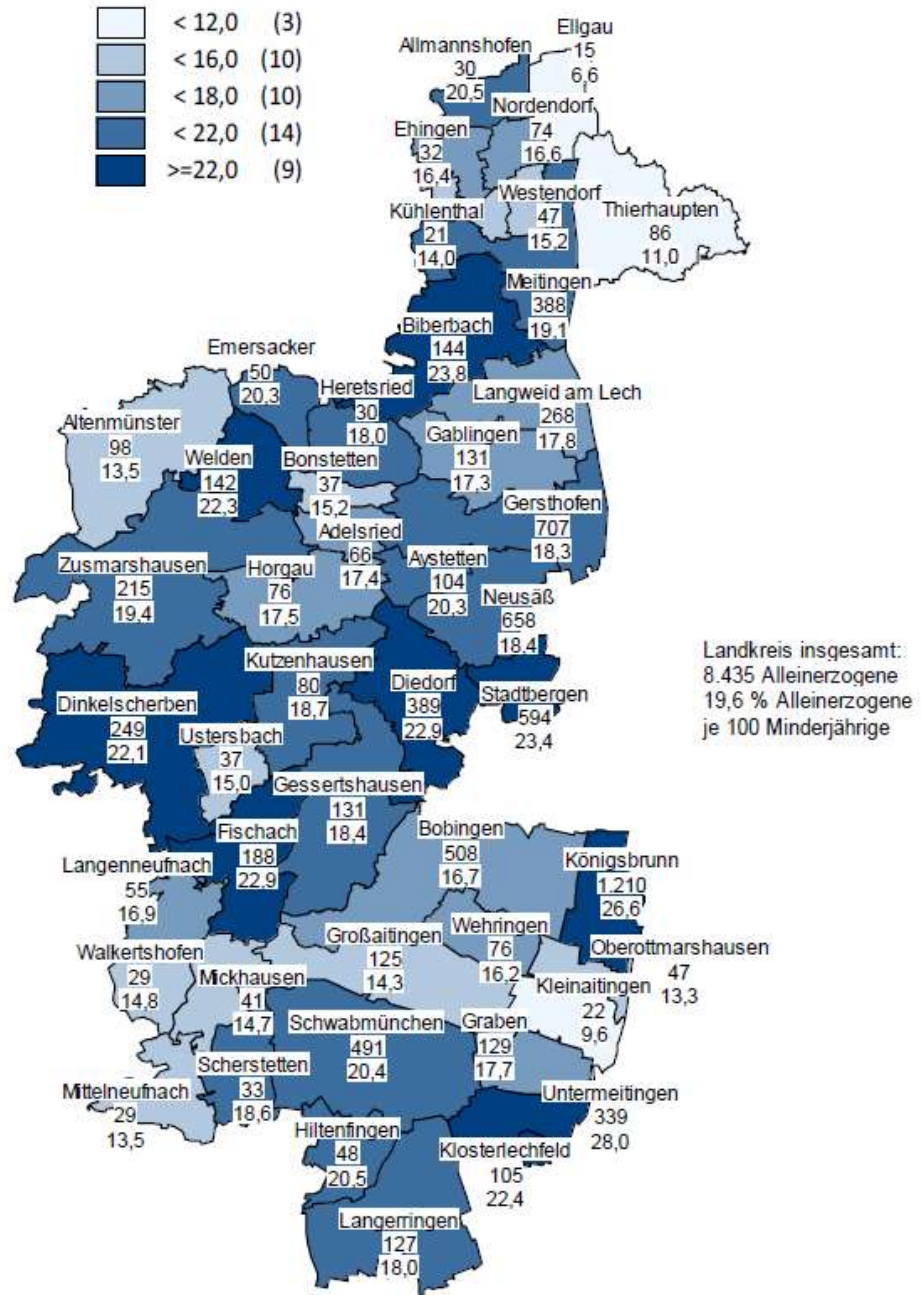 < 12,0 (3)
< 16,0 (10)
< 18,0 (10)
< 22,0 (14)
>=22,0 (9)
Ellgau
15
6,6
Allmannshofen
30
20,5
Nordendorf
74
16,6
Ehingen
32
16,4
Westendorf
47
15,2
Thierhaupten
86
11,0
Kühlenthal
21
14,0
Meitingen
388
19,1
Biberbach
144
23,8
Emersacker
50
20,3
Heretsried
30
18,0
Langweid am Lech
268
17,8
Altenmünster
98
13,5
Gablingen
131
17,3
Welden
142
22,3
Bonstetten
37
15,2
Gersthofen
707
18,3
Adelsried
66
17,4
Aystetten
104
20,3
Zusmarshausen
215
19,4
Horgau
76
17,5
Neusäß
658
18,4
Landkreis insgesamt:
8.435 Alleinerzogene
19,6 % Alleinerzogene
je 100 Minderjährige
Kutzenhausen
80
18,7
Diedorf
389
22,9
Stadtbergen
594
23,4
Dinkelscherben
249
22,1
Ustersbach
37
15,0
Gessertshausen
131
18,4
Fischach
188
22,9
Bobingen
508
16,7
Königsbrunn
1.210
26,6
Langenneufnach
55
16,9
Wehringen
76
16,2
Großaitingen
125
14,3
Oberottmarshausen
47
13,3
Walkertshofen
29
14,8
Mickhausen
41
14,7
Kleinaitingen
22
9,6
Schwabmünchen
491
20,4
Graben
129
17,7
Scherstetten
33
18,6
Mittelneufnach
29
13,5
Untermeitingen
339
28,0
Hiltenfingen
48
20,5
Klosterlechfeld
105
22,4
Langerringen
127
18,0